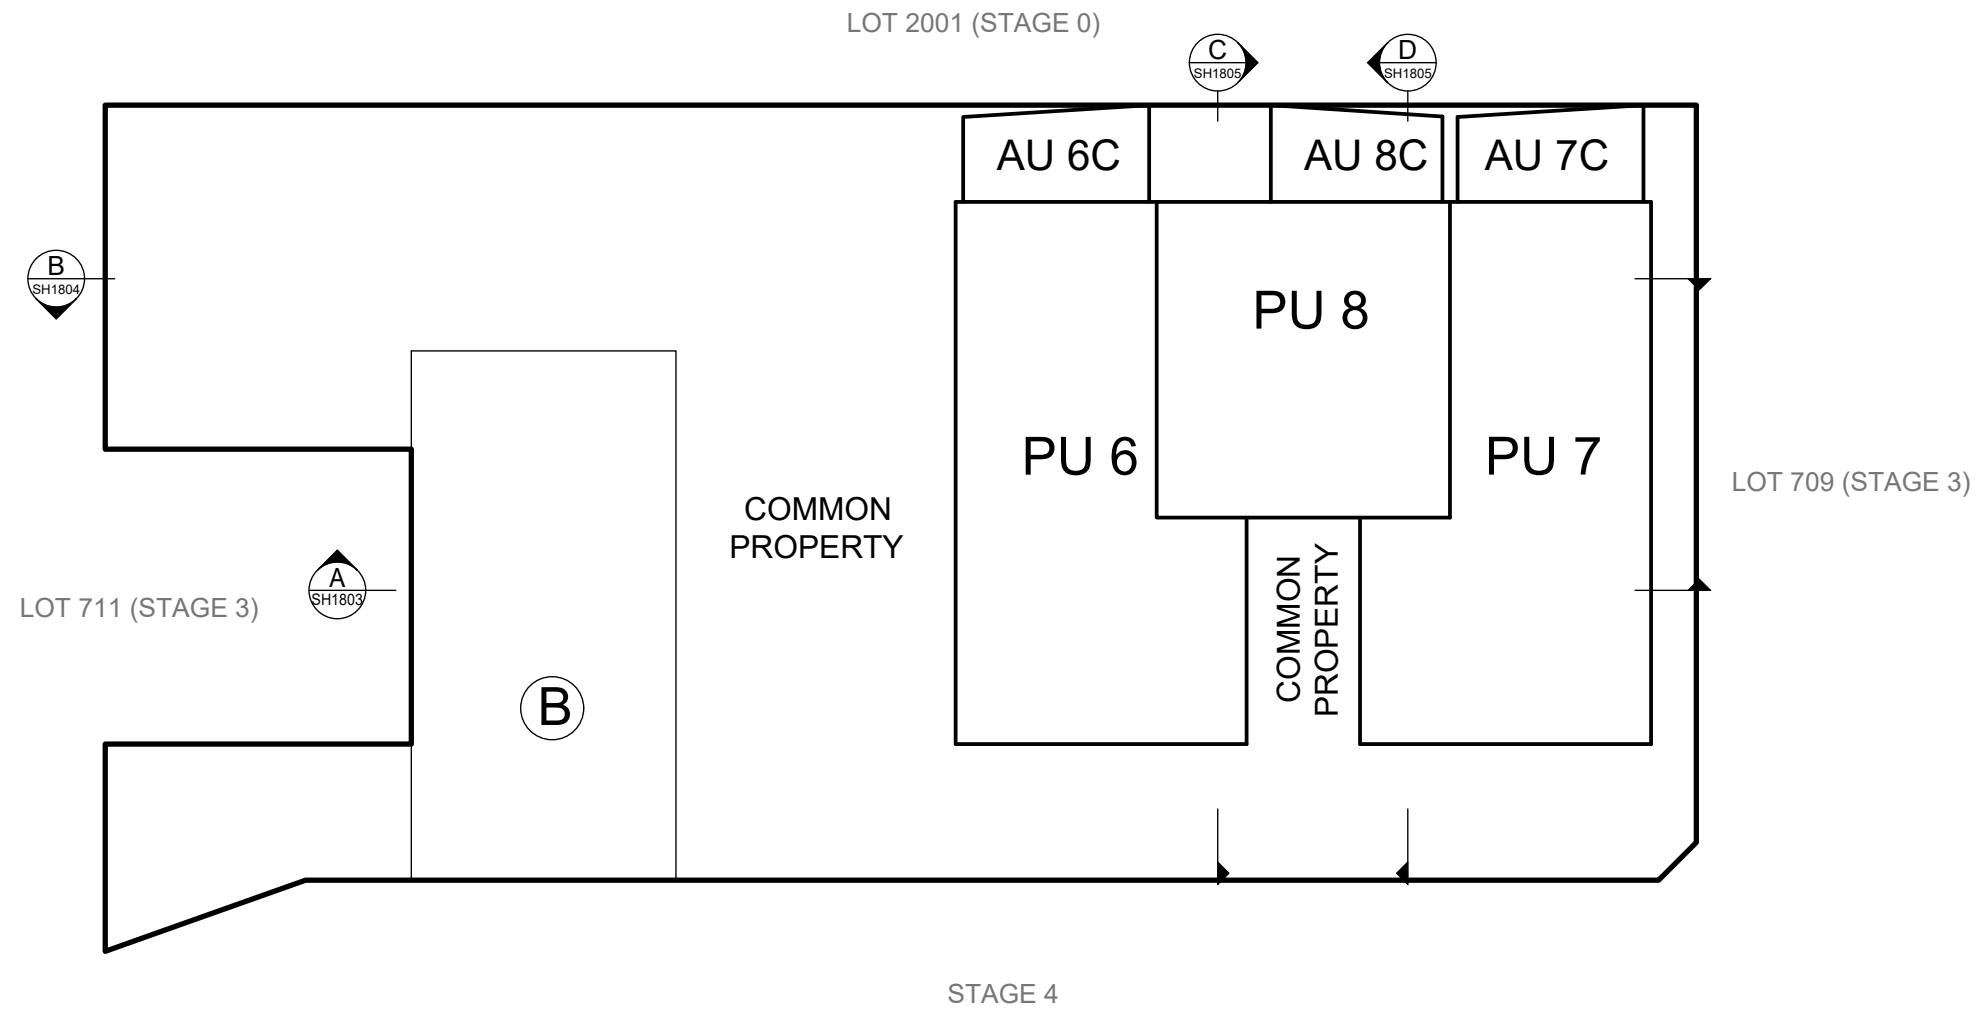 LOT 2001 (STAGE 0)
C
SH1805
D
SH1805
AU 6C
AU 8C
AU 7C
B
SH1804
PU 8
PU 6
PU 7
LOT 709 (STAGE 3)
COMMON
PROPERTY
COMMON
PROPERTY
A
SH1803
LOT 711 (STAGE 3)
B
STAGE 4